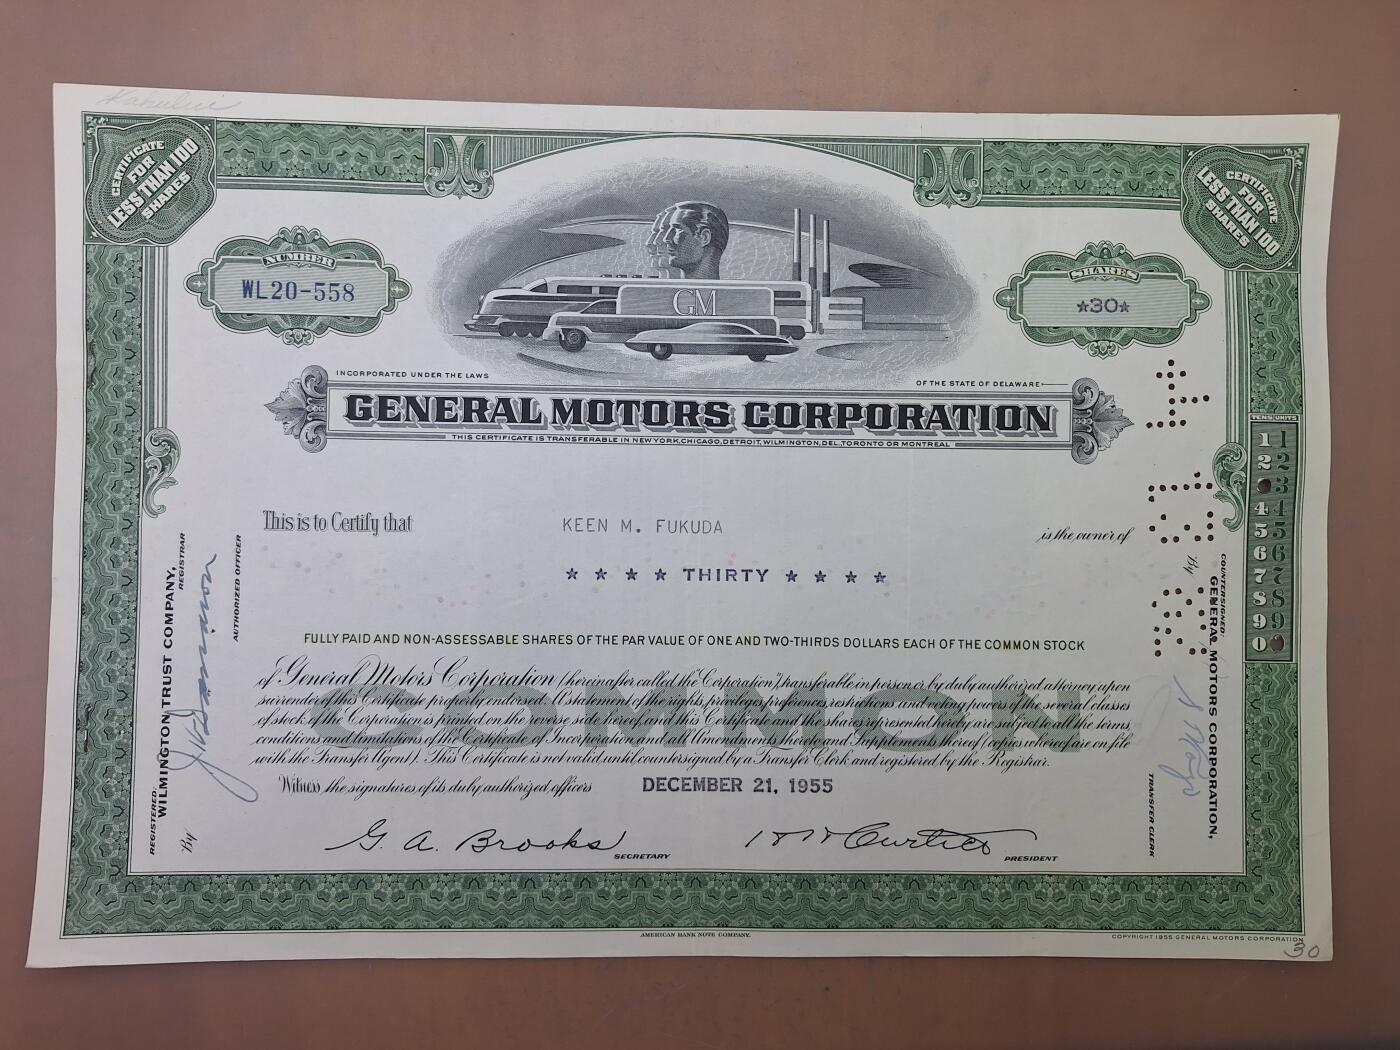 Kahului
CERTIFICATE
FOR
LESS THAN 100
SHARES
CERTIFICATE
FOR
LESS THAN 100
SHARES
NUMBER
WL20-558
SHARES
★30★
GM
INCORPORATED UNDER THE LAWS
OF THE STATE OF DELAWARE
GENERAL MOTORS CORPORATION
THIS CERTIFICATE IS TRANSFERABLE IN NEW YORK, CHICAGO, DETROIT, WILMINGTON, DEL., TORONTO OR MONTREAL
This is to Certify that KEEN M. FUKUDA is the owner of
★ ★ ★ ★ THIRTY ★ ★ ★ ★
FULLY PAID AND NON-ASSESSABLE SHARES OF THE PAR VALUE OF ONE AND TWO-THIRDS DOLLARS EACH OF THE COMMON STOCK
COMMON
of General Motors Corporation (hereinafter called the "Corporation"), transferable in person or by duly authorized attorney upon
surrender of this Certificate properly endorsed. A statement of the rights, privileges, preferences, restrictions and voting powers of the several classes
of stock of the Corporation is printed on the reverse side hereof, and this Certificate and the shares represented hereby are subject to all the terms,
conditions and limitations of the Certificate of Incorporation and all Amendments thereto and Supplements thereof (copies whereof are on file
with the Transfer Agent). This Certificate is not valid until countersigned by a Transfer Clerk and registered by the Registrar.
Witness, the signatures of its duly authorized officers DECEMBER 21, 1955
G. A. Brooks
SECRETARY
H H Curtice
PRESIDENT
REGISTERED:
WILMINGTON TRUST COMPANY,
REGISTRAR
By
AUTHORIZED OFFICER
COUNTERSIGNED:
GENERAL MOTORS CORPORATION,
By
TRANSFER CLERK
TENS UNITS
1 1
2 2
3
4 4
5 5
6 6
7 7
8 8
9 9
0
AMERICAN BANK NOTE COMPANY.
COPYRIGHT 1955 GENERAL MOTORS CORPORATION
30